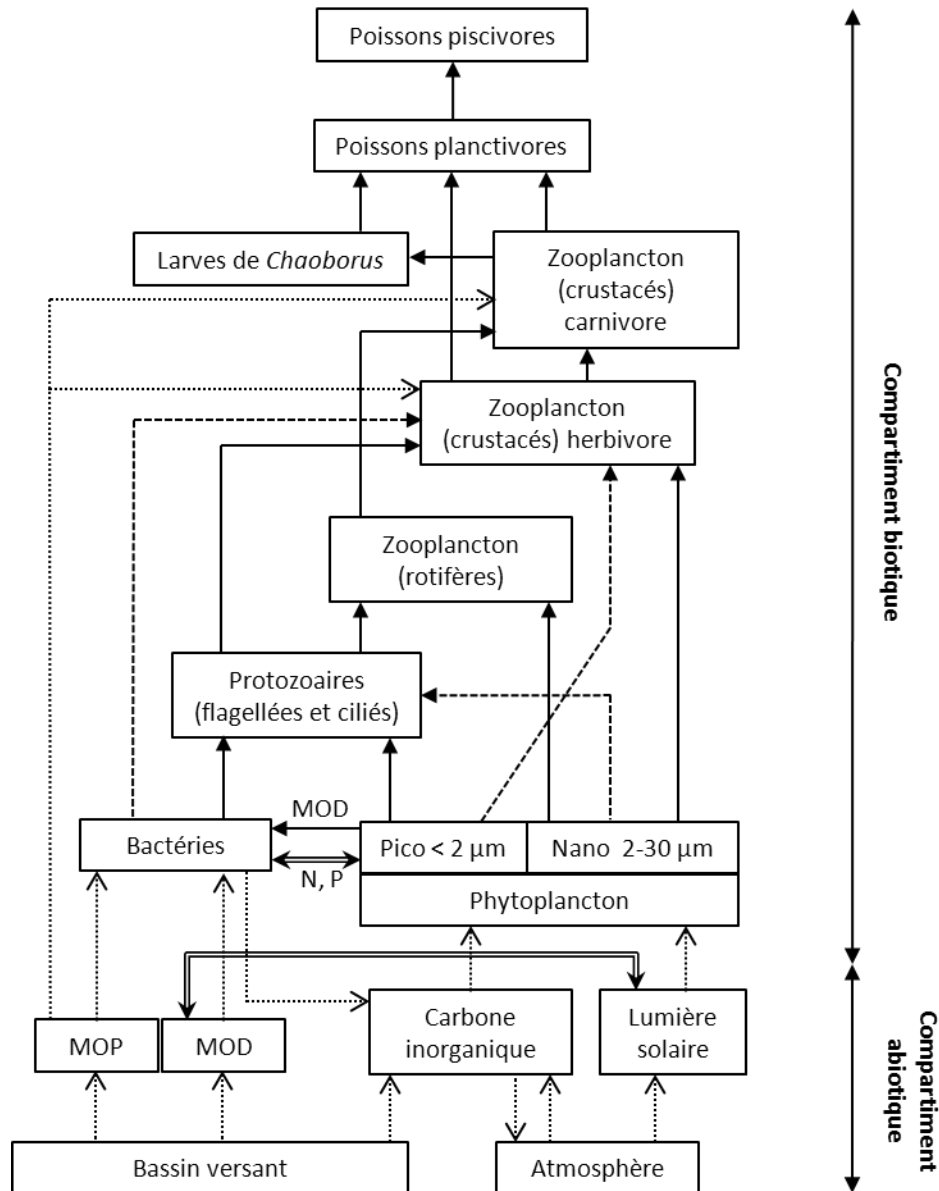 Poissons piscivores
Poissons planctivores
Larves de Chaoborus
Zooplancton
(crustacés)
carnivore
Zooplancton
(crustacés) herbivore
Zooplancton
(rotifères)
Protozoaires
(flagellées et ciliés)
MOD
Bactéries
N, P
Pico < 2 µm
Nano 2-30 µm
Phytoplancton
MOP
MOD
Carbone
inorganique
Lumière
solaire
Bassin versant
Atmosphère
Compartiment biotique
Compartiment
abiotique